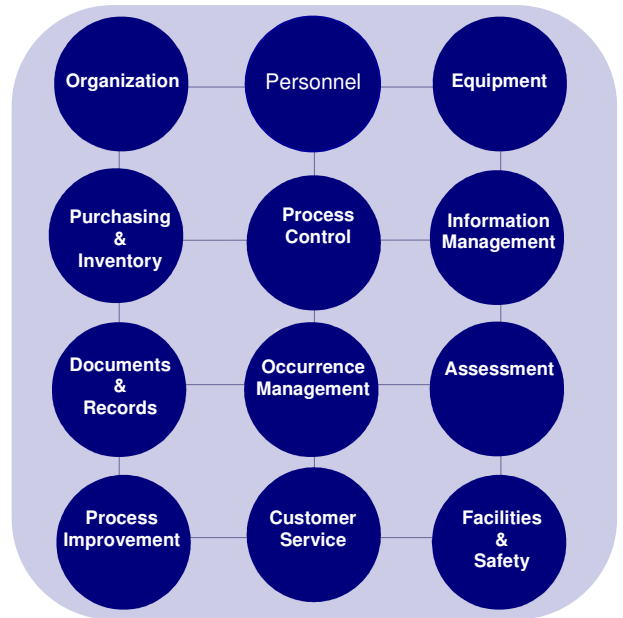 Organization
Personnel
Equipment
Purchasing
&
Inventory
Process
Control
Information
Management
Documents
&
Records
Occurrence
Management
Assessment
Process
Improvement
Customer
Service
Facilities
&
Safety